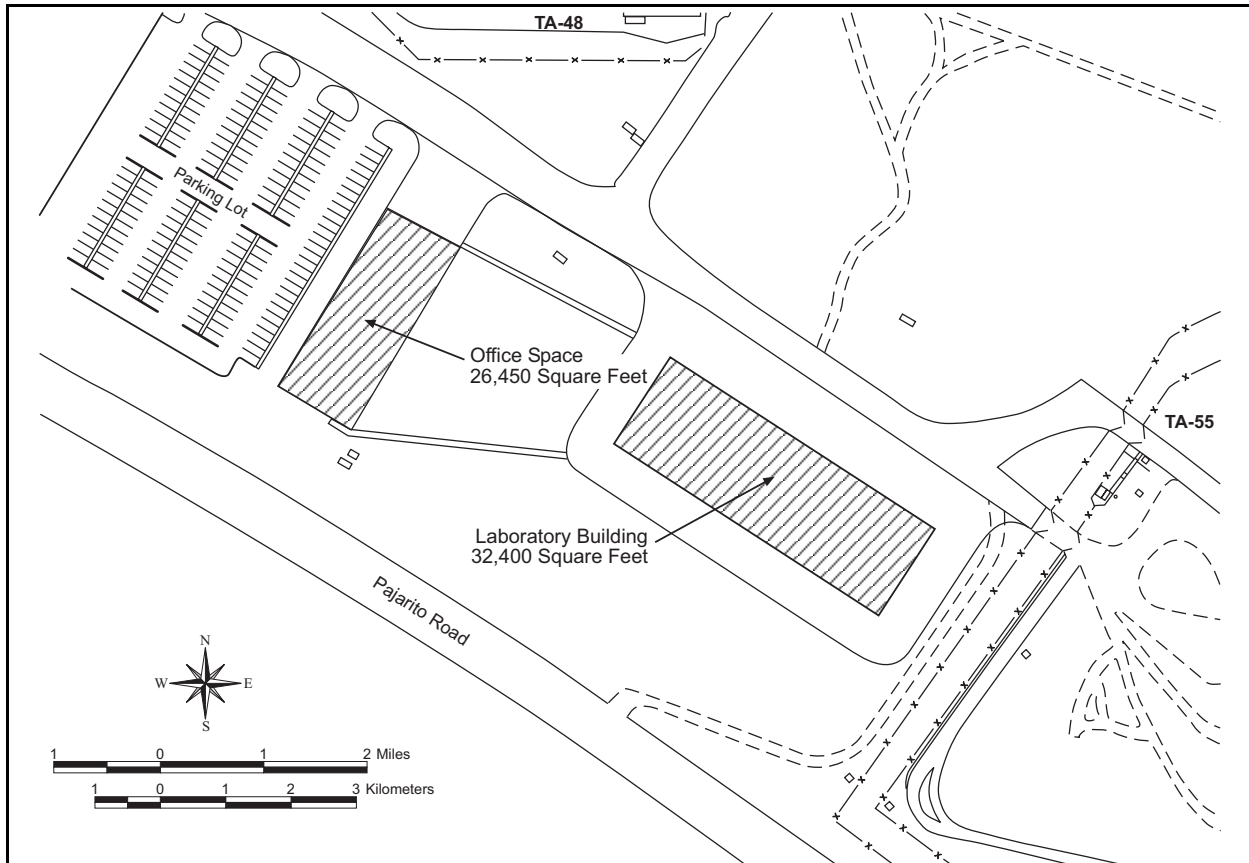 TA-48
Parking Lot
Office Space
26,450 Square Feet
TA-55
Laboratory Building
32,400 Square Feet
Pajarito Road
N
W E
S
1 0 1 2 Miles
1 0 1 2 3 Kilometers